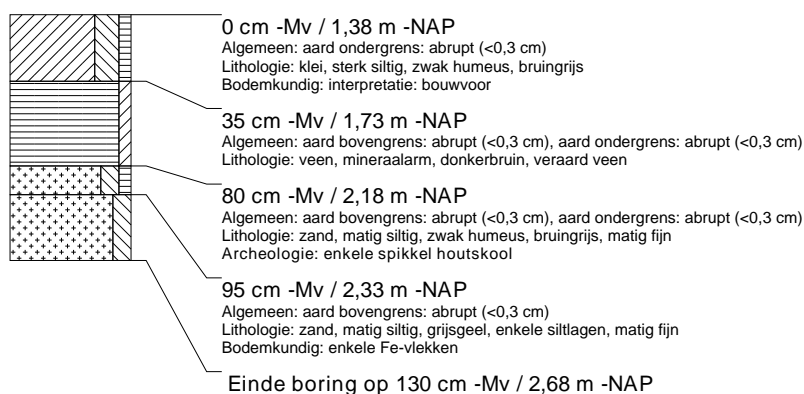 0 cm -Mv / 1,38 m -NAP
Algemeen: aard ondergrens: abrupt (<0,3 cm)
Lithologie: klei, sterk siltig, zwak humeus, bruingrijs
Bodemkundig: interpretatie: bouwvoor
35 cm -Mv / 1,73 m -NAP
Algemeen: aard bovengrens: abrupt (<0,3 cm), aard ondergrens: abrupt (<0,3 cm)
Lithologie: veen, mineraalarm, donkerbruin, veraard veen
80 cm -Mv / 2,18 m -NAP
Algemeen: aard bovengrens: abrupt (<0,3 cm), aard ondergrens: abrupt (<0,3 cm)
Lithologie: zand, matig siltig, zwak humeus, bruingrijs, matig fijn
Archeologie: enkele spikkel houtskool
95 cm -Mv / 2,33 m -NAP
Algemeen: aard bovengrens: abrupt (<0,3 cm)
Lithologie: zand, matig siltig, grijsgeel, enkele siltlagen, matig fijn
Bodemkundig: enkele Fe-vlekken
Einde boring op 130 cm -Mv / 2,68 m -NAP